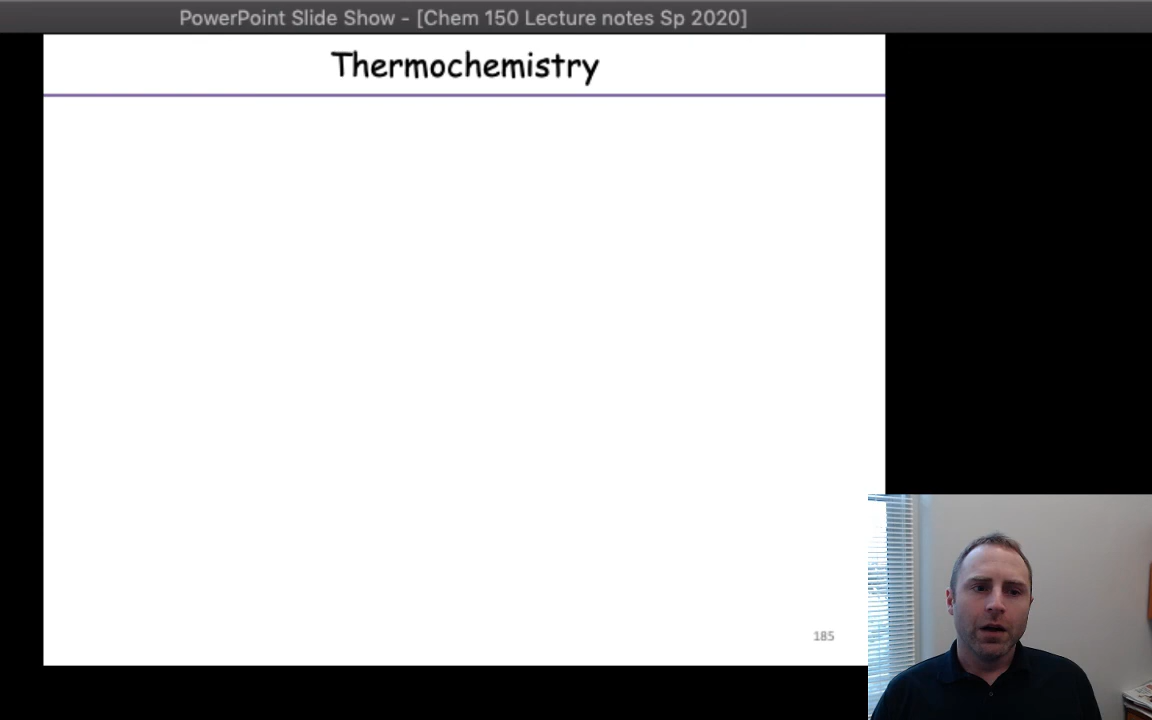 PowerPoint Slide Show - [Chem 150 Lecture notes Sp 2020]
Thermochemistry
185